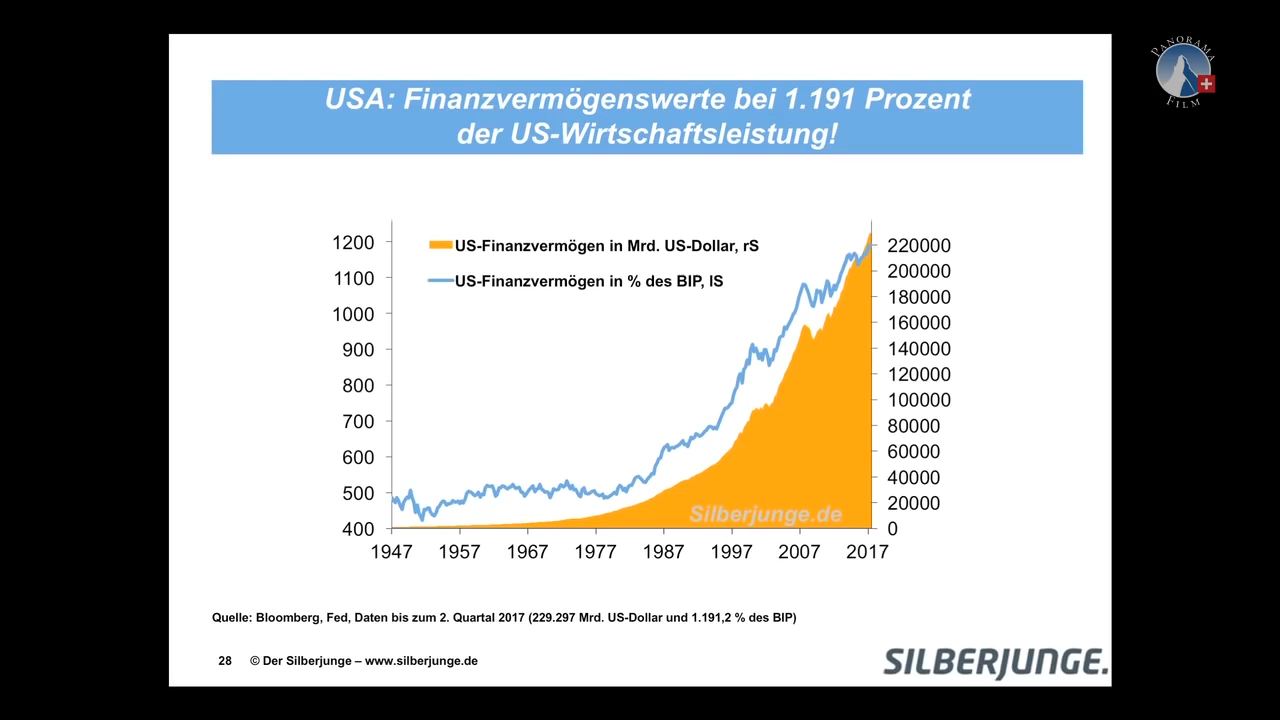 PANORAMA
FILM
USA: Finanzvermögenswerte bei 1.191 Prozent
der US-Wirtschaftsleistung!
US-Finanzvermögen in Mrd. US-Dollar, rS
US-Finanzvermögen in % des BIP, lS
1200
1100
1000
900
800
700
600
500
400
220000
200000
180000
160000
140000
120000
100000
80000
60000
40000
20000
0
Silberjunge.de
1947 1957 1967 1977 1987 1997 2007 2017
Quelle: Bloomberg, Fed, Daten bis zum 2. Quartal 2017 (229.297 Mrd. US-Dollar und 1.191,2 % des BIP)
28 © Der Silberjunge – www.silberjunge.de
SILBERJUNGE.